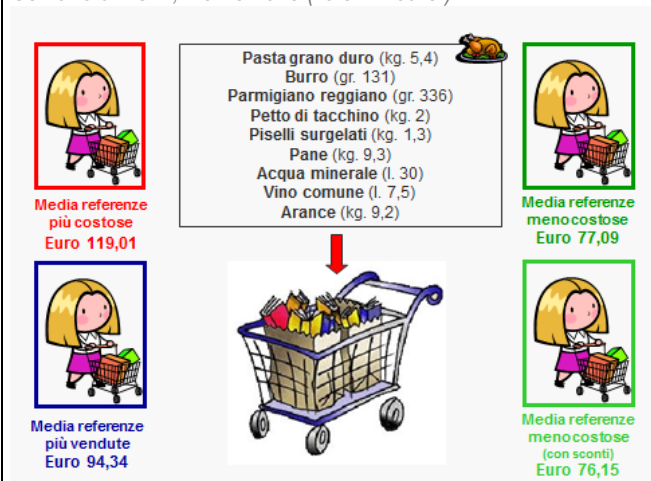 Pasta grano duro (kg. 5,4)
Burro (gr. 131)
Parmigiano reggiano (gr. 336)
Petto di tacchino (kg. 2)
Piselli surgelati (kg. 1,3)
Pane (kg. 9,3)
Acqua minerale (l. 30)
Vino comune (l. 7,5)
Arance (kg. 9,2)
Media referenze
più costose
Euro 119,01
Media referenze
meno costose
Euro 77,09
Media referenze
più vendute
Euro 94,34
Media referenze
meno costose
(con sconti)
Euro 76,15